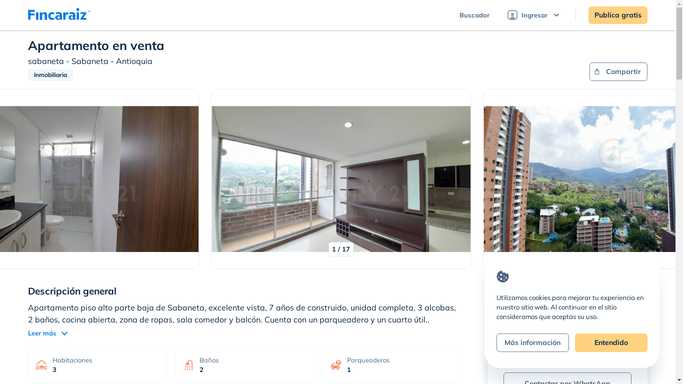 Fincaraiz
Buscador
Ingresar
Publica gratis
Apartamento en venta
sabaneta - Sabaneta - Antioquia
Inmobiliaria
Compartir
1 / 17
Descripción general
Apartamento piso alto parte baja de Sabaneta, excelente vista, 7 años de construido, unidad completa, 3 alcobas,
2 baños, cocina abierta, zona de ropas, sala comedor y balcón. Cuenta con un parqueadero y un cuarto útil..
Leer más
Habitaciones
3
Baños
2
Parqueaderos
1
Utilizamos cookies para mejorar tu experiencia en
nuestro sitio web. Al continuar en el sitio
consideramos que aceptas su uso.
Más información
Entendido
Contactar por WhatsApp